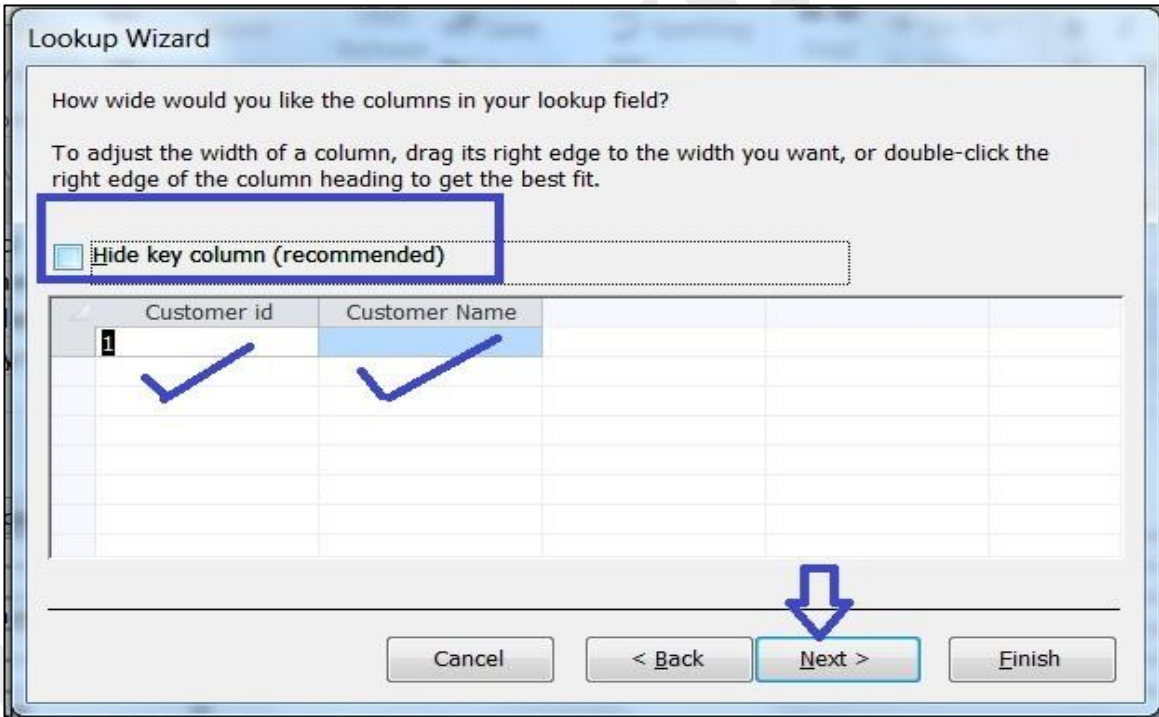 Lookup Wizard
How wide would you like the columns in your lookup field?
To adjust the width of a column, drag its right edge to the width you want, or double-click the
right edge of the column heading to get the best fit.
Hide key column (recommended)
Customer id Customer Name
1
Cancel < Back Next > Finish